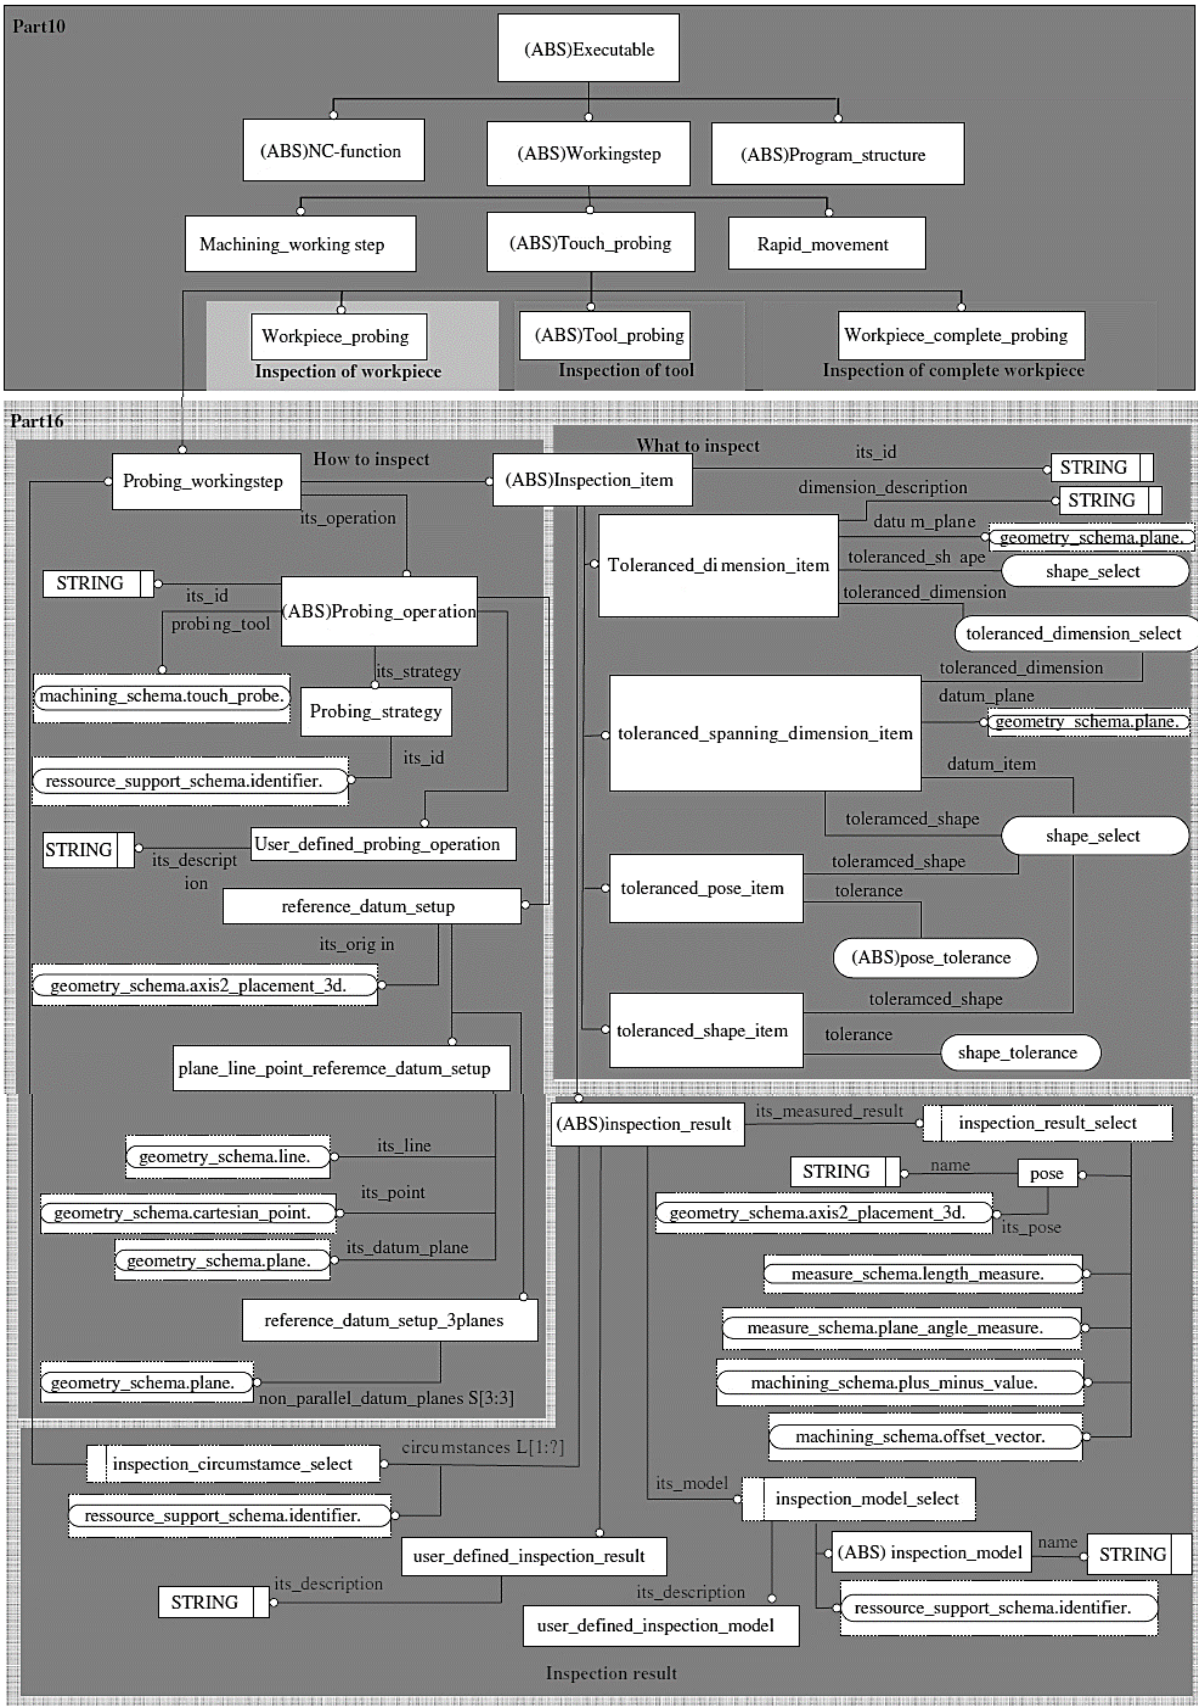 Part10
(ABS)Executable
(ABS)NC-function
(ABS)Workingstep
(ABS)Program_structure
Machining_working step
(ABS)Touch_probing
Rapid_movement
Workpiece_probing
(ABS)Tool_probing
Workpiece_complete_probing
Inspection of workpiece
Inspection of tool
Inspection of complete workpiece
Part16
How to inspect
Probing_workingstep
its_operation
STRING
its_id
(ABS)Probing_operation
probing_tool
its_strategy
machining_schema.touch_probe.
Probing_strategy
its_id
ressource_support_schema.identifier.
User_defined_probing_operation
STRING
its_descript
ion
reference_datum_setup
its_orig in
geometry_schema.axis2_placement_3d.
plane_line_point_referemce_datum_setup
its_line
geometry_schema.line.
its_point
geometry_schema.cartesian_point.
its_datum_plane
geometry_schema.plane.
reference_datum_setup_3planes
geometry_schema.plane.
non_parallel_datum_planes S[3:3]
What to inspect
(ABS)Inspection_item
its_id
STRING
dimension_description
STRING
Toleranced_di mension_item
datu m_plane
geometry_schema.plane.
toleranced_sh ape
shape_select
toleranced_dimension
toleranced_dimension_select
toleranced_dimension
toleranced_spanning_dimension_item
datum_plane
geometry_schema.plane.
datum_item
toleramced_shape
shape_select
toleranced_pose_item
toleramced_shape
tolerance
(ABS)pose_tolerance
toleranced_shape_item
toleramced_shape
tolerance
shape_tolerance
(ABS)inspection_result
its_measured_result
inspection_result_select
STRING
name
pose
geometry_schema.axis2_placement_3d.
its_pose
measure_schema.length_measure.
measure_schema.plane_angle_measure.
machining_schema.plus_minus_value.
machining_schema.offset_vector.
circumstances L[1:?]
inspection_circumstamce_select
ressource_support_schema.identifier.
its_model
inspection_model_select
user_defined_inspection_result
(ABS) inspection_model
name
STRING
its_description
STRING
its_description
user_defined_inspection_model
ressource_support_schema.identifier.
Inspection result